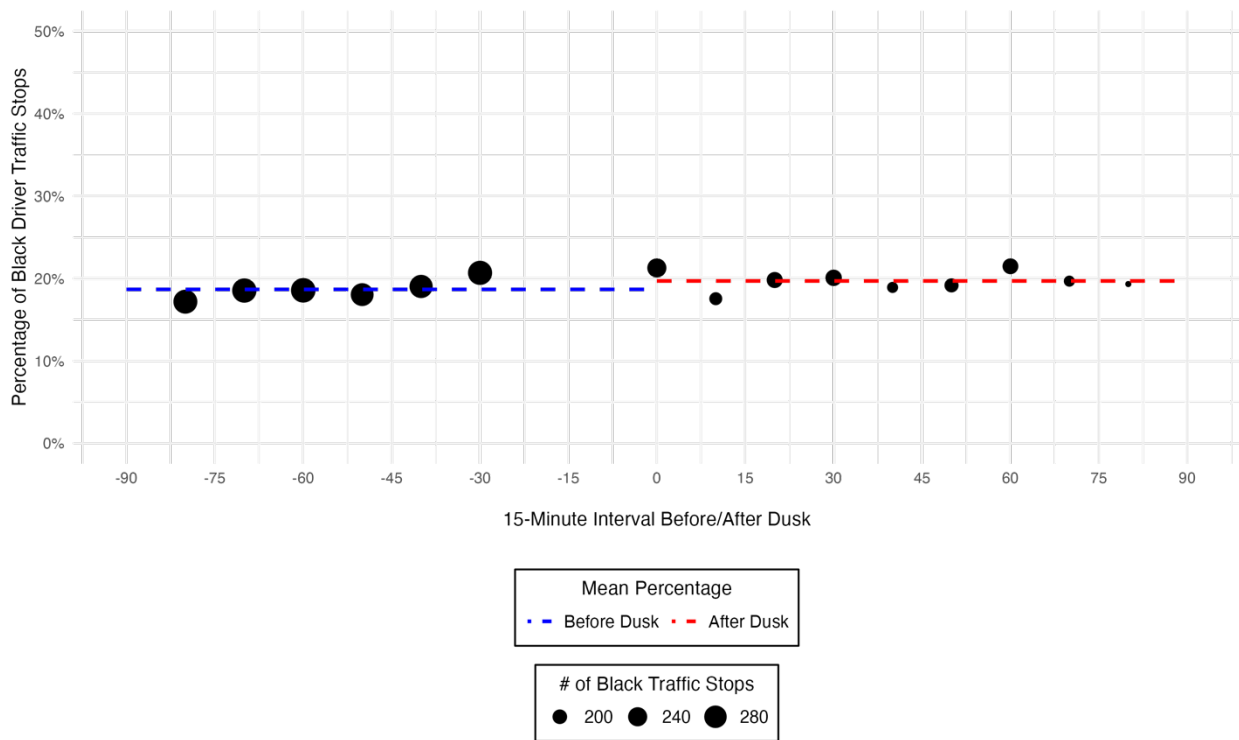 50%
40%
30%
20%
10%
0%
Percentage of Black Driver Traffic Stops
-90 -75 -60 -45 -30 -15 0 15 30 45 60 75 90
15-Minute Interval Before/After Dusk
Mean Percentage
Before Dusk After Dusk
# of Black Traffic Stops
200 240 280